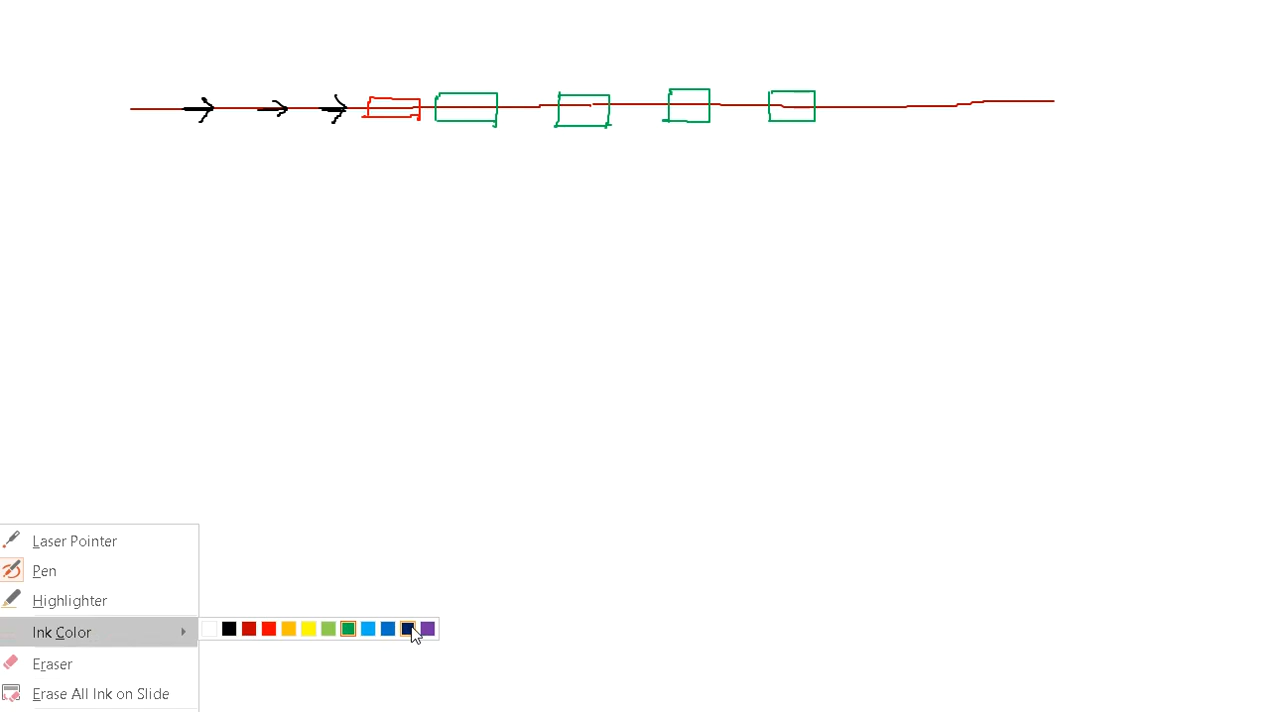 Laser Pointer
Pen
Highlighter
Ink Color
Eraser
Erase All Ink on Slide